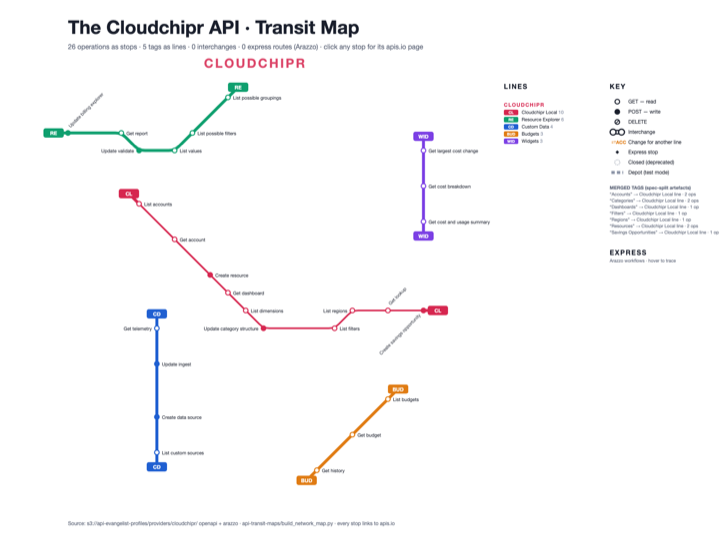 The Cloudchipr API · Transit Map
26 operations as stops · 5 tags as lines · 0 interchanges · 0 express routes (Arazzo) · click any stop for its apis.io page
CLOUDCHIPR
RE
List possible groupings
Update billing explorer
RE
Get report
List possible filters
Update validate
List values
WID
Get largest cost change
Get cost breakdown
Get cost and usage summary
WID
CL
List accounts
Get account
Create resource
Get dashboard
List dimensions
Update category structure
List filters
List regions
Get lookup
Create savings opportunity
CL
CD
Get telemetry
Update ingest
Create data source
List custom sources
CD
BUD
List budgets
Get budget
Get history
BUD
LINES
CLOUDCHIPR
CL Cloudchipr Local 10
RE Resource Explorer 6
CD Custom Data 4
BUD Budgets 3
WID Widgets 3
KEY
GET — read
POST — write
DELETE
Interchange
Change for another line
Express stop
Closed (deprecated)
Depot (test mode)
MERGED TAGS (spec-split artefacts)
"Accounts" → Cloudchipr Local line · 2 ops
"Categories" → Cloudchipr Local line · 2 ops
"Dashboards" → Cloudchipr Local line · 1 op
"Filters" → Cloudchipr Local line · 1 op
"Regions" → Cloudchipr Local line · 1 op
"Resources" → Cloudchipr Local line · 2 ops
"Savings Opportunities" → Cloudchipr Local line · 1 op
EXPRESS
Arazzo workflows · hover to trace
Source: s3://api-evangelist-profiles/providers/cloudchipr/ openapi + arazzo · api-transit-maps/build_network_map.py · every stop links to apis.io